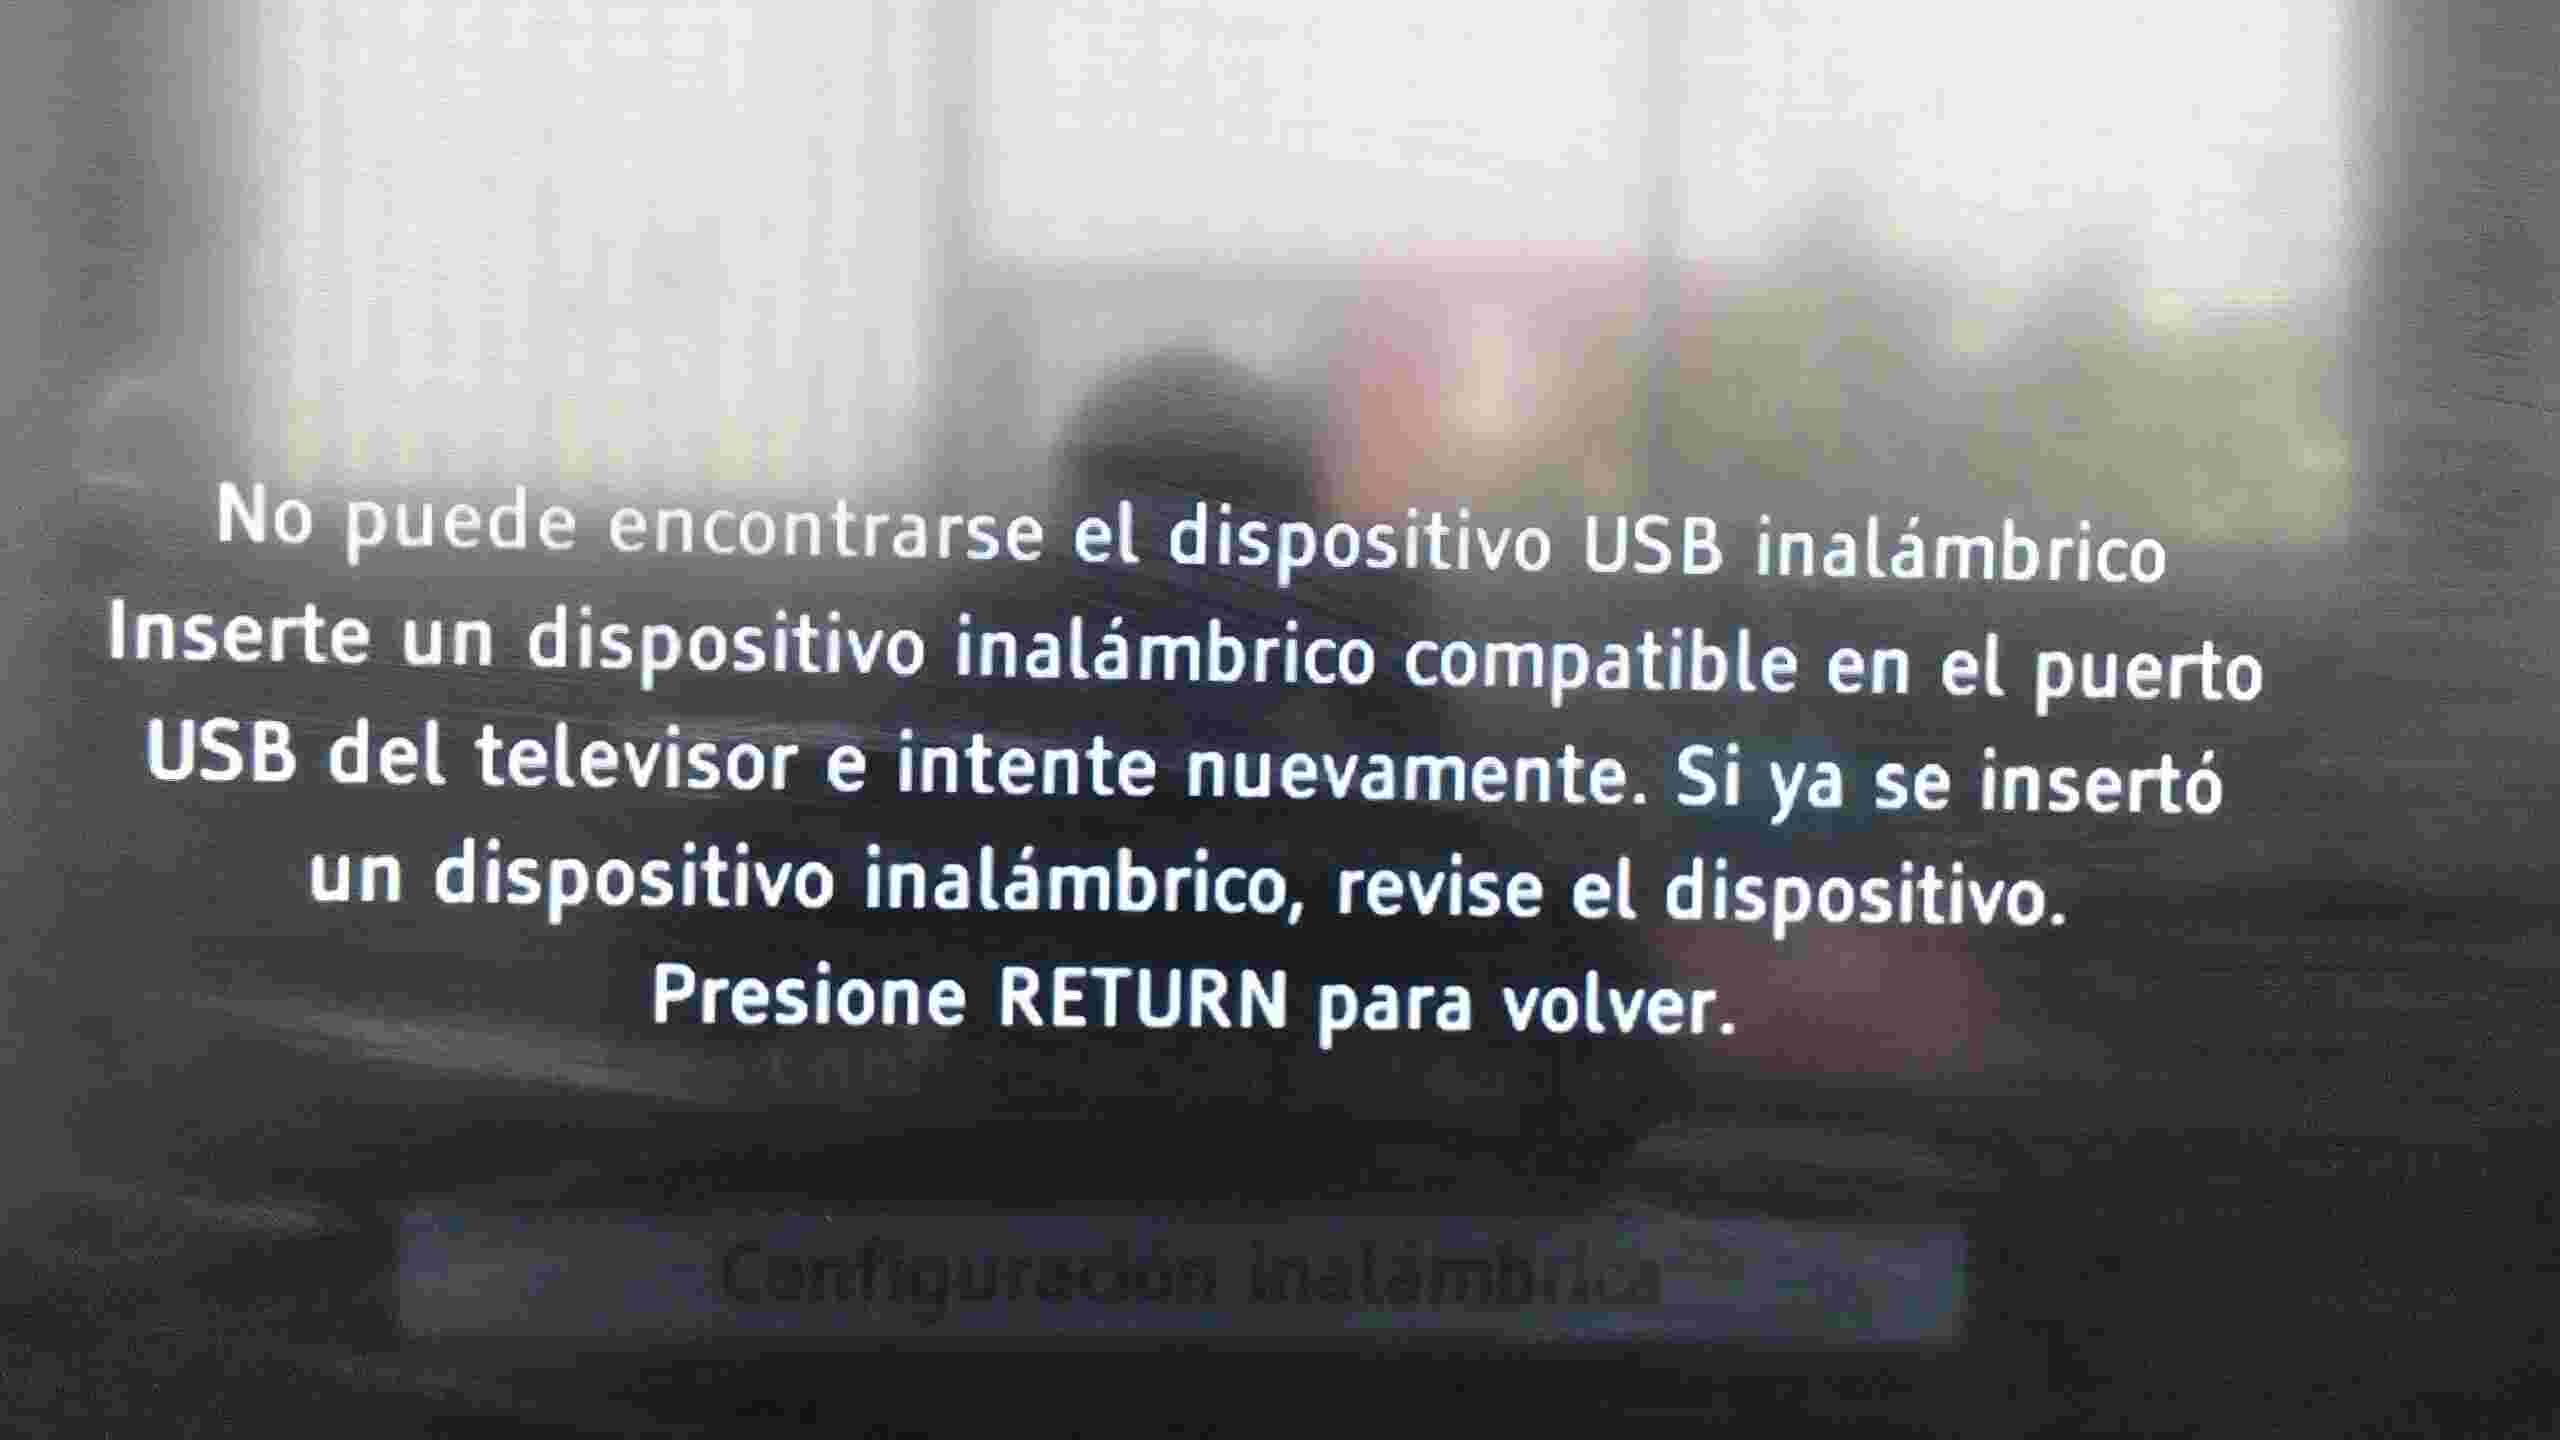 No puede encontrarse el dispositivo USB inalámbrico
Inserte un dispositivo inalámbrico compatible en el puerto
USB del televisor e intente nuevamente. Si ya se insertó
un dispositivo inalámbrico, revise el dispositivo.
Presione RETURN para volver.
Configuración inalámbrica